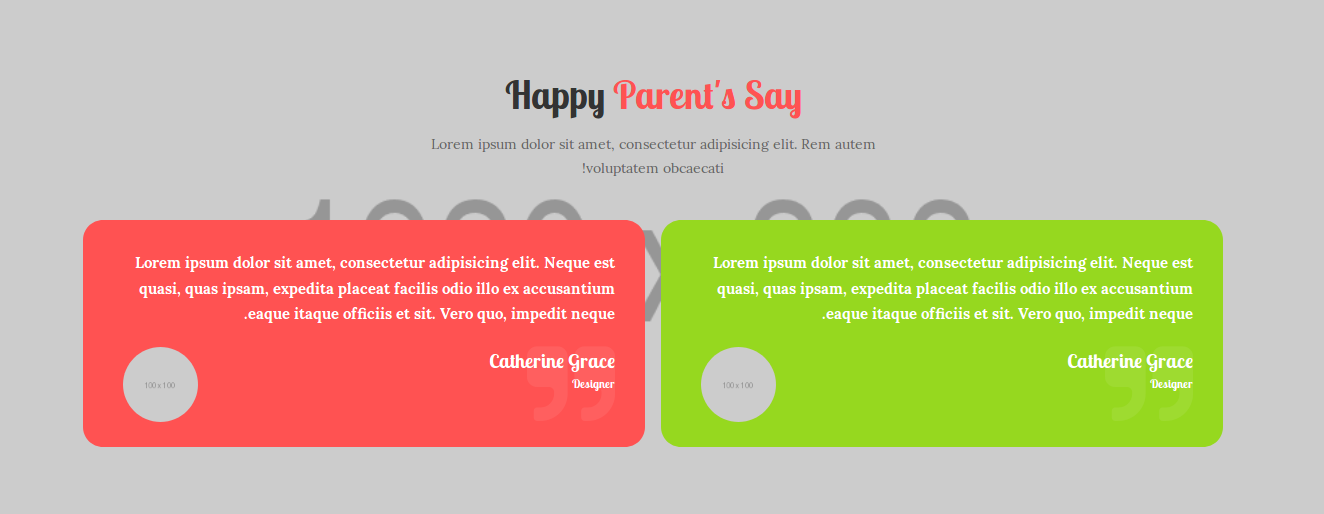 Happy Parent's Say
Lorem ipsum dolor sit amet, consectetur adipisicing elit. Rem autem
!voluptatem obcaecati
Lorem ipsum dolor sit amet, consectetur adipisicing elit. Neque est
quasi, quas ipsam, expedita placeat facilis odio illo ex accusantium
.eaque itaque officiis et sit. Vero quo, impedit neque
Catherine Grace
Designer
100 x 100
Lorem ipsum dolor sit amet, consectetur adipisicing elit. Neque est
quasi, quas ipsam, expedita placeat facilis odio illo ex accusantium
.eaque itaque officiis et sit. Vero quo, impedit neque
Catherine Grace
Designer
100 x 100